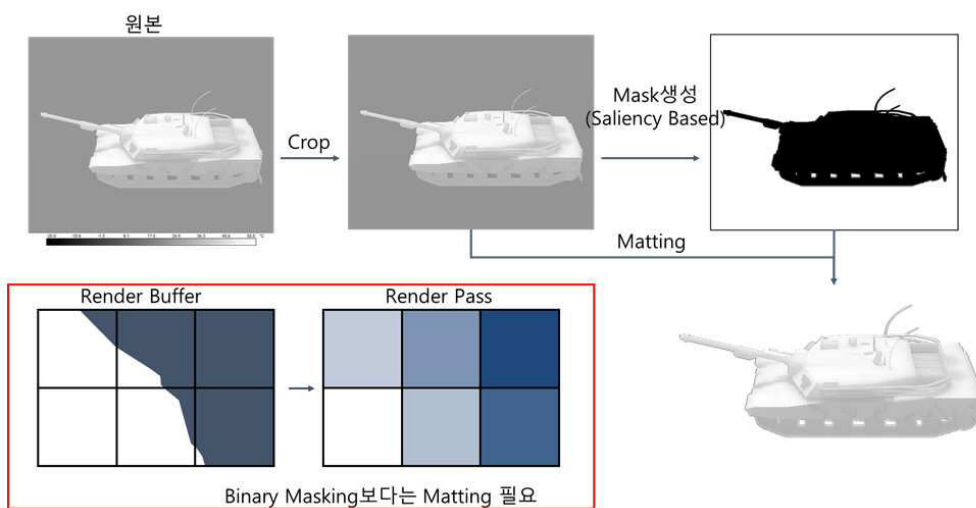 원본
Crop
Mask생성
(Saliency Based)
Matting
Render Buffer
Render Pass
Binary Masking보다는 Matting 필요